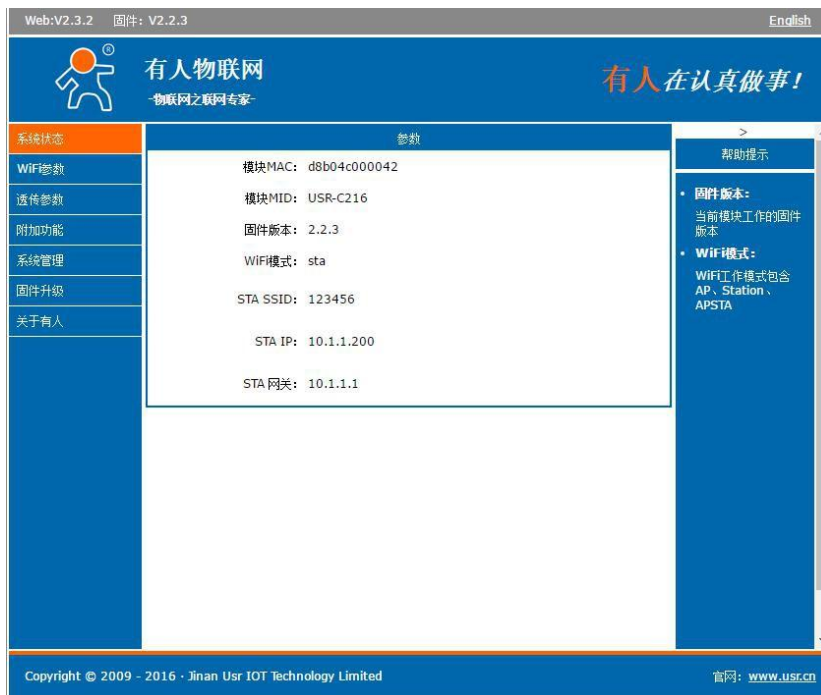 Web:V2.3.2 固件: V2.2.3 English
®
有人物联网
-物联网之联网专家-
有人在认真做事!
系统状态
WiFi参数
透传参数
附加功能
系统管理
固件升级
关于有人
参数
模块MAC: d8b04c000042
模块MID: USR-C216
固件版本: 2.2.3
WiFi模式: sta
STA SSID: 123456
STA IP: 10.1.1.200
STA 网关: 10.1.1.1
>
帮助提示
• 固件版本:
当前模块工作的固件
版本
• WiFi模式:
WiFi工作模式包含
AP、Station、
APSTA
Copyright © 2009 - 2016 · Jinan Usr IOT Technology Limited 官网: www.usr.cn